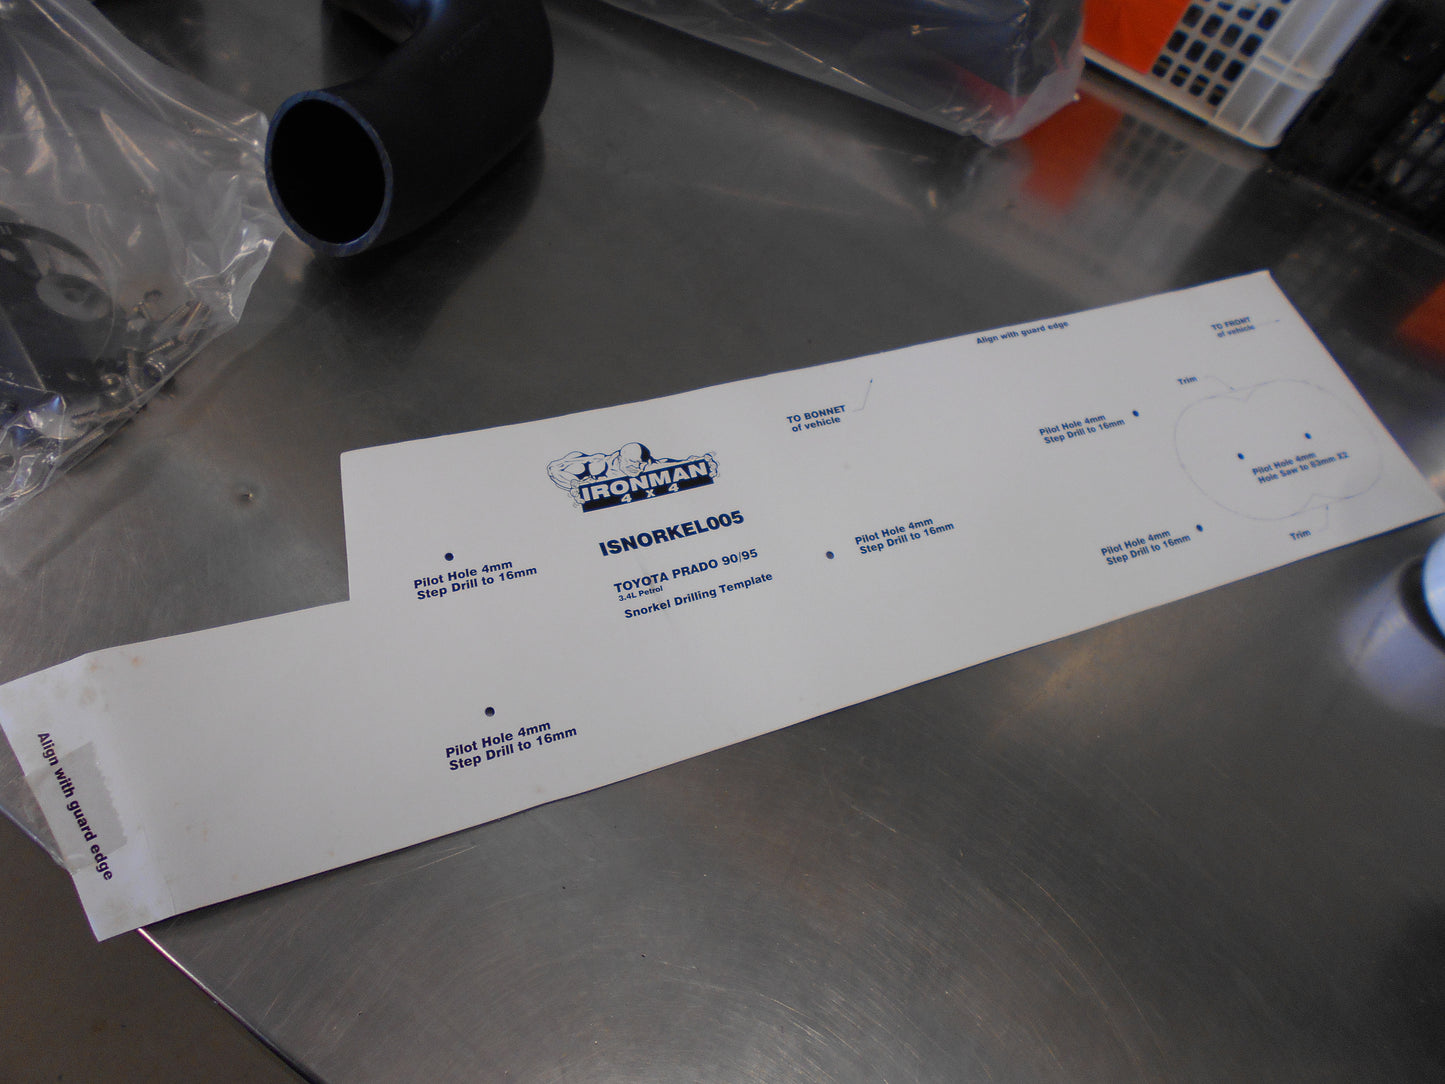 Align with guard edge
TO FRONT
of vehicle
TO BONNET
of vehicle
Trim
Pilot Hole 4mm
Step Drill to 16mm
Pilot Hole 4mm
Hole Saw to 83mm X2
IRONMAN
4 X 4
ISNORKEL005
TOYOTA PRADO 90/95
3.4L Petrol
Snorkel Drilling Template
Pilot Hole 4mm
Step Drill to 16mm
Pilot Hole 4mm
Step Drill to 16mm
Pilot Hole 4mm
Step Drill to 16mm
Trim
Pilot Hole 4mm
Step Drill to 16mm
Align with guard edge